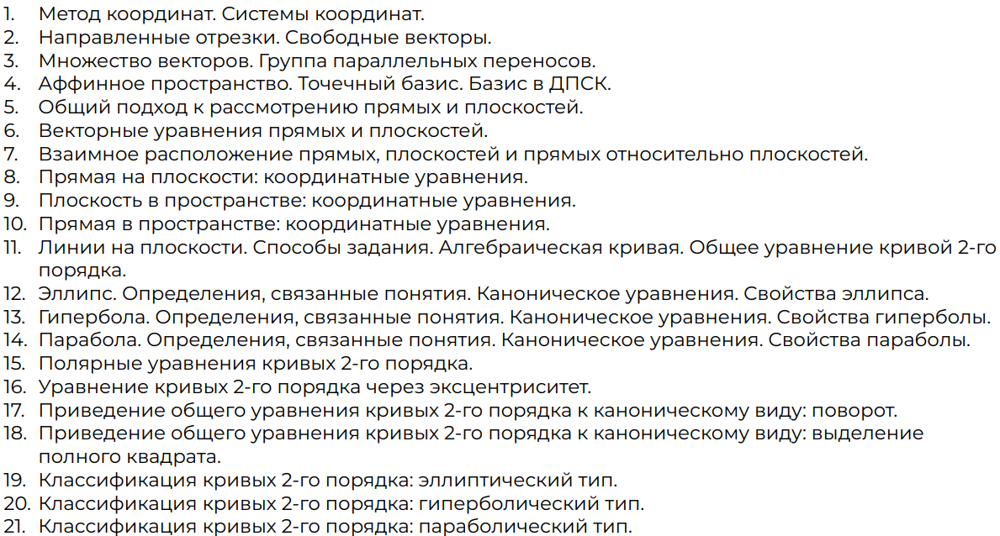 1. Метод координат. Системы координат.
2. Направленные отрезки. Свободные векторы.
3. Множество векторов. Группа параллельных переносов.
4. Аффинное пространство. Точечный базис. Базис в ДПСК.
5. Общий подход к рассмотрению прямых и плоскостей.
6. Векторные уравнения прямых и плоскостей.
7. Взаимное расположение прямых, плоскостей и прямых относительно плоскостей.
8. Прямая на плоскости: координатные уравнения.
9. Плоскость в пространстве: координатные уравнения.
10. Прямая в пространстве: координатные уравнения.
11. Линии на плоскости. Способы задания. Алгебраическая кривая. Общее уравнение кривой 2-го
порядка.
12. Эллипс. Определения, связанные понятия. Каноническое уравнения. Свойства эллипса.
13. Гипербола. Определения, связанные понятия. Каноническое уравнения. Свойства гиперболы.
14. Парабола. Определения, связанные понятия. Каноническое уравнения. Свойства параболы.
15. Полярные уравнения кривых 2-го порядка.
16. Уравнение кривых 2-го порядка через эксцентриситет.
17. Приведение общего уравнения кривых 2-го порядка к каноническому виду: поворот.
18. Приведение общего уравнения кривых 2-го порядка к каноническому виду: выделение
полного квадрата.
19. Классификация кривых 2-го порядка: эллиптический тип.
20. Классификация кривых 2-го порядка: гиперболический тип.
21. Классификация кривых 2-го порядка: параболический тип.